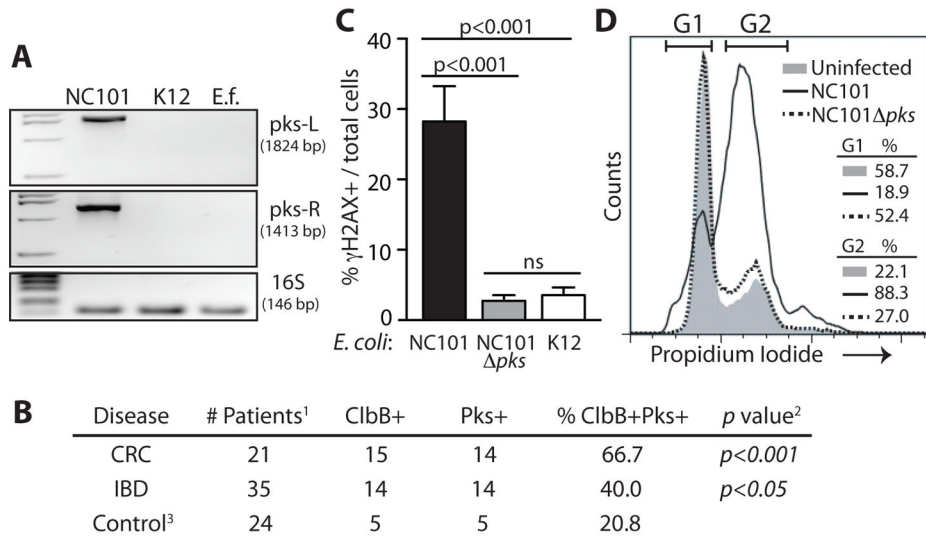 A
NC101 K12 E.f.
pks-L
(1824 bp)
pks-R
(1413 bp)
16S
(146 bp)
C
% γH2AX+ / total cells
40
30
20
10
0
p<0.001
p<0.001
ns
E. coli: NC101 NC101 K12
Δpks
D
G1 G2
Counts
Uninfected
NC101
NC101Δpks
G1 %
58.7
18.9
52.4
G2 %
22.1
88.3
27.0
Propidium Iodide
B
Disease # Patients¹ ClbB+ Pks+ % ClbB+Pks+ p value²
CRC 21 15 14 66.7 p<0.001
IBD 35 14 14 40.0 p<0.05
Control³ 24 5 5 20.8